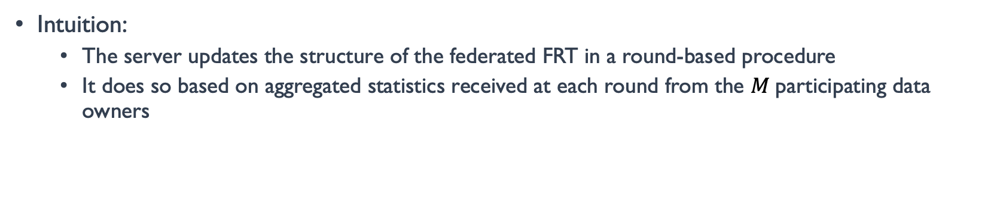 • Intuition:
• The server updates the structure of the federated FRT in a round-based procedure
• It does so based on aggregated statistics received at each round from the M participating data
owners